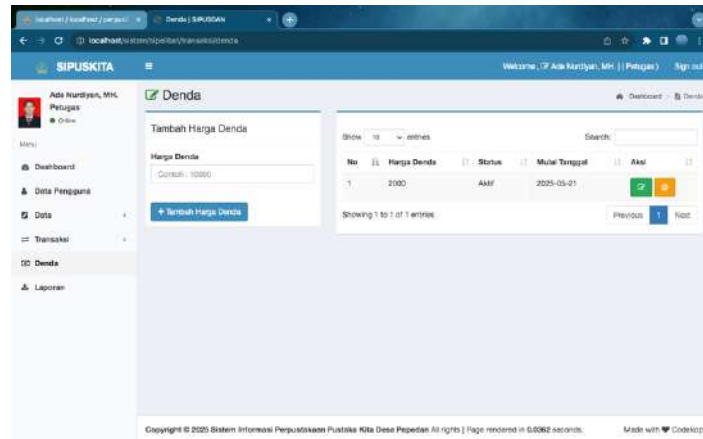 Denda | SIPUSDAN
localhost/sistem/sipelibat/transaksi/denda
SIPUSKITA
Welcome, Ade Nurdiyan, MH. | ( Petugas )
Sign out
Ade Nurdiyan, MH.
Petugas
Online
Menu
Dashboard
Data Pengguna
Data
Transaksi
Denda
Laporan
Denda
Dashboard > Denda
Tambah Harga Denda
Harga Denda
Contoh : 10000
+ Tambah Harga Denda
Show 10 entries
Search:
No Harga Denda Status Mulai Tanggal Aksi
1 2000 Aktif 2025-05-21
Showing 1 to 1 of 1 entries
Previous 1 Next
Copyright © 2025 Sistem Informasi Perpustakaan Pustaka Kita Desa Pepedan All rights | Page rendered in 0.0362 seconds.
Made with ♥ Codekop